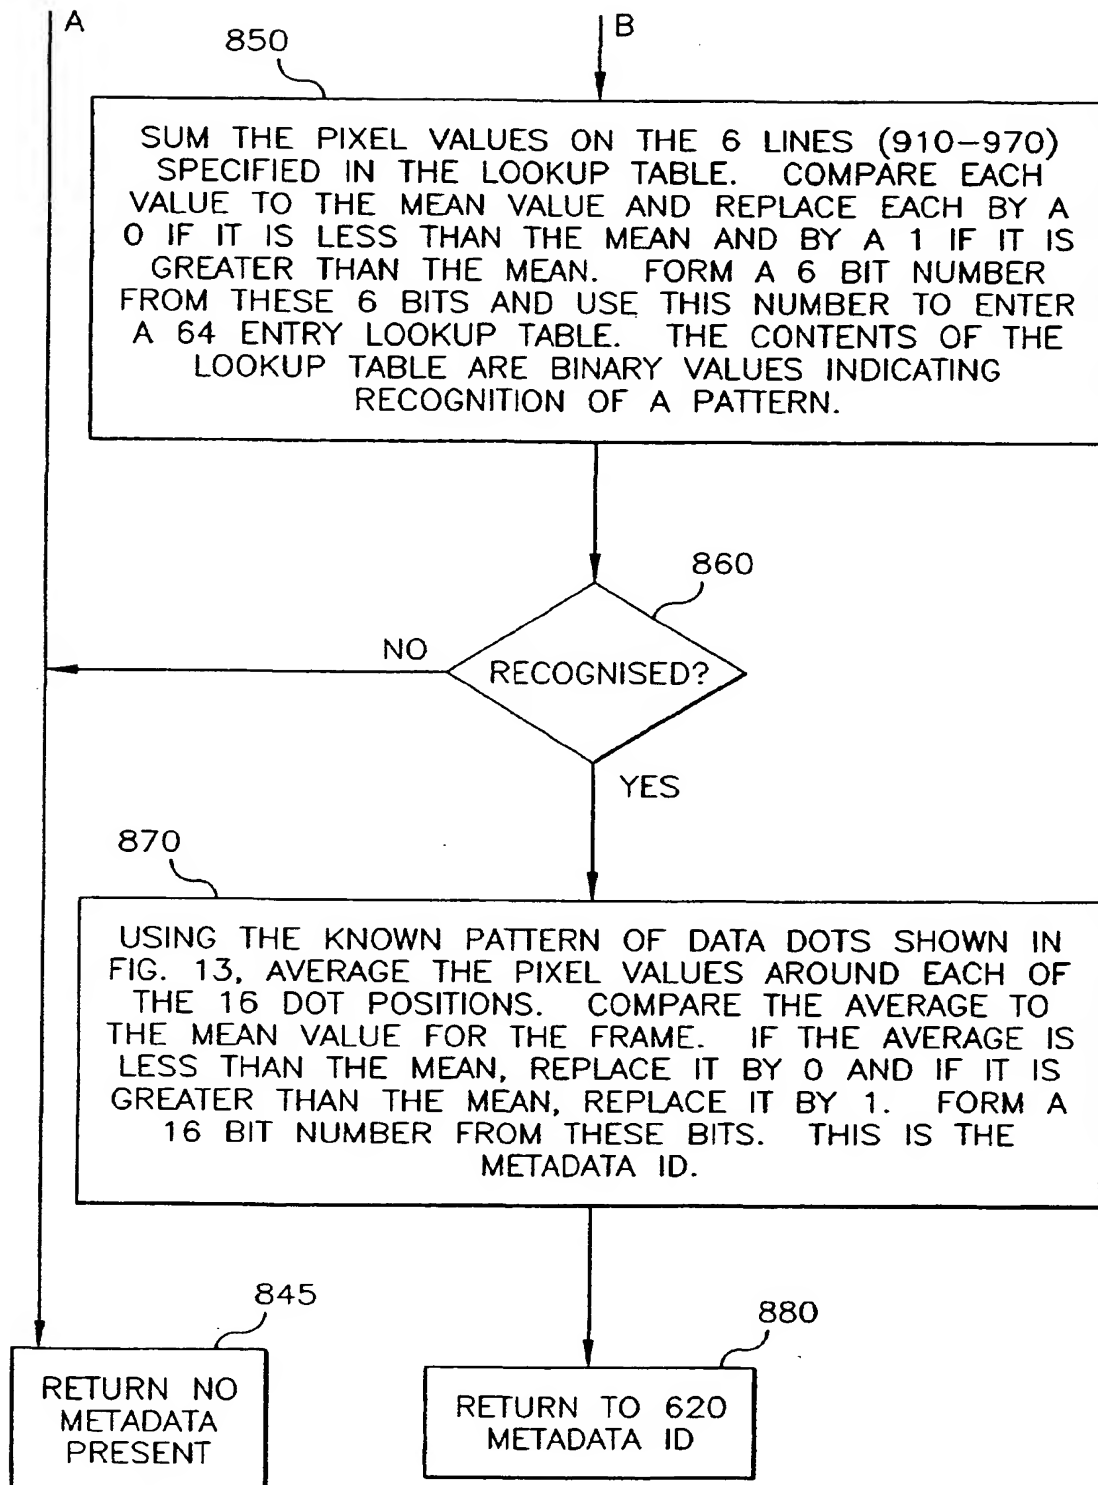 A
B
850
SUM THE PIXEL VALUES ON THE 6 LINES (910–970)
SPECIFIED IN THE LOOKUP TABLE. COMPARE EACH
VALUE TO THE MEAN VALUE AND REPLACE EACH BY A
0 IF IT IS LESS THAN THE MEAN AND BY A 1 IF IT IS
GREATER THAN THE MEAN. FORM A 6 BIT NUMBER
FROM THESE 6 BITS AND USE THIS NUMBER TO ENTER
A 64 ENTRY LOOKUP TABLE. THE CONTENTS OF THE
LOOKUP TABLE ARE BINARY VALUES INDICATING
RECOGNITION OF A PATTERN.
860
NO
RECOGNISED?
YES
870
USING THE KNOWN PATTERN OF DATA DOTS SHOWN IN
FIG. 13, AVERAGE THE PIXEL VALUES AROUND EACH OF
THE 16 DOT POSITIONS. COMPARE THE AVERAGE TO
THE MEAN VALUE FOR THE FRAME. IF THE AVERAGE IS
LESS THAN THE MEAN, REPLACE IT BY 0 AND IF IT IS
GREATER THAN THE MEAN, REPLACE IT BY 1. FORM A
16 BIT NUMBER FROM THESE BITS. THIS IS THE
METADATA ID.
845
RETURN NO
METADATA
PRESENT
880
RETURN TO 620
METADATA ID